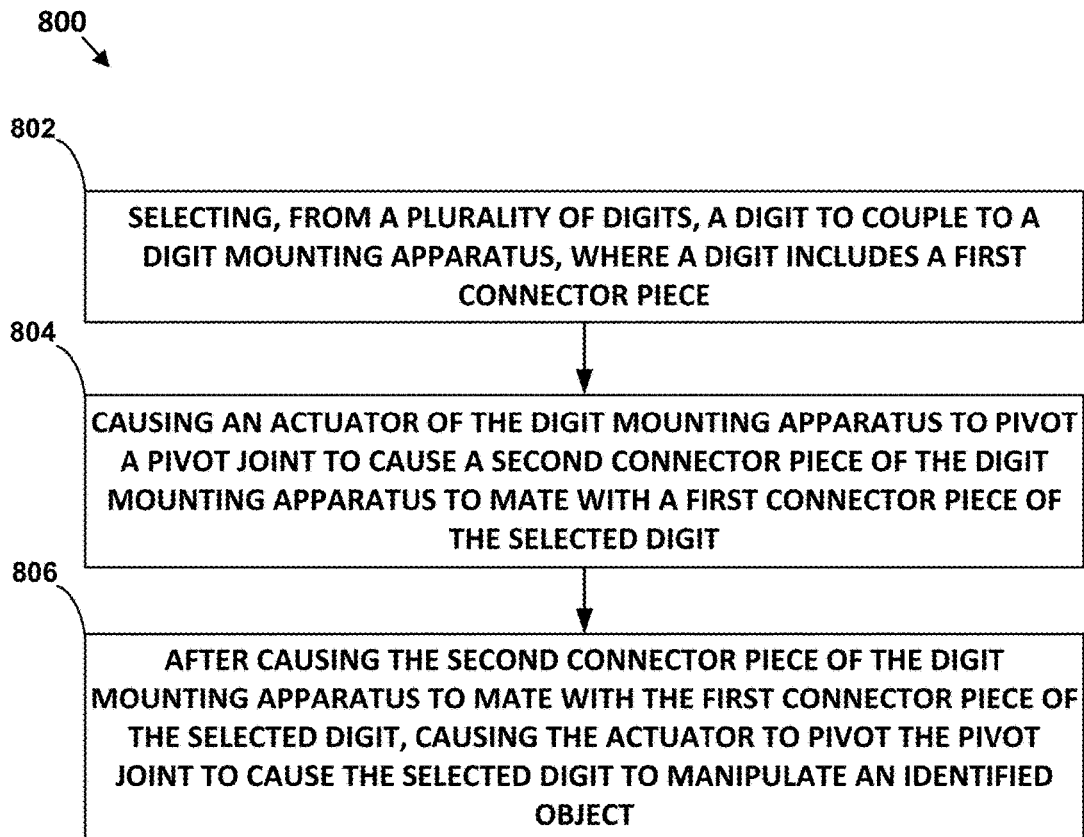 800
802
SELECTING, FROM A PLURALITY OF DIGITS, A DIGIT TO COUPLE TO A
DIGIT MOUNTING APPARATUS, WHERE A DIGIT INCLUDES A FIRST
CONNECTOR PIECE
804
CAUSING AN ACTUATOR OF THE DIGIT MOUNTING APPARATUS TO PIVOT
A PIVOT JOINT TO CAUSE A SECOND CONNECTOR PIECE OF THE DIGIT
MOUNTING APPARATUS TO MATE WITH A FIRST CONNECTOR PIECE OF
THE SELECTED DIGIT
806
AFTER CAUSING THE SECOND CONNECTOR PIECE OF THE DIGIT
MOUNTING APPARATUS TO MATE WITH THE FIRST CONNECTOR PIECE OF
THE SELECTED DIGIT, CAUSING THE ACTUATOR TO PIVOT THE PIVOT
JOINT TO CAUSE THE SELECTED DIGIT TO MANIPULATE AN IDENTIFIED
OBJECT